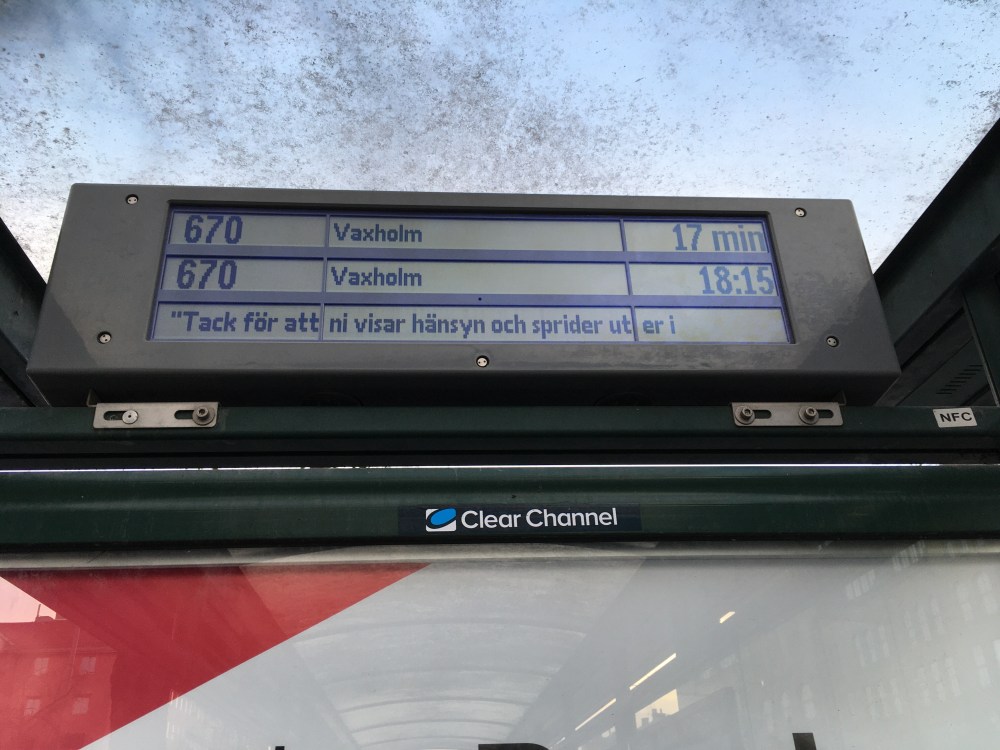 670 Vaxholm 17 min
670 Vaxholm 18:15
"Tack för att ni visar hänsyn och sprider ut er i
NFC
Clear Channel